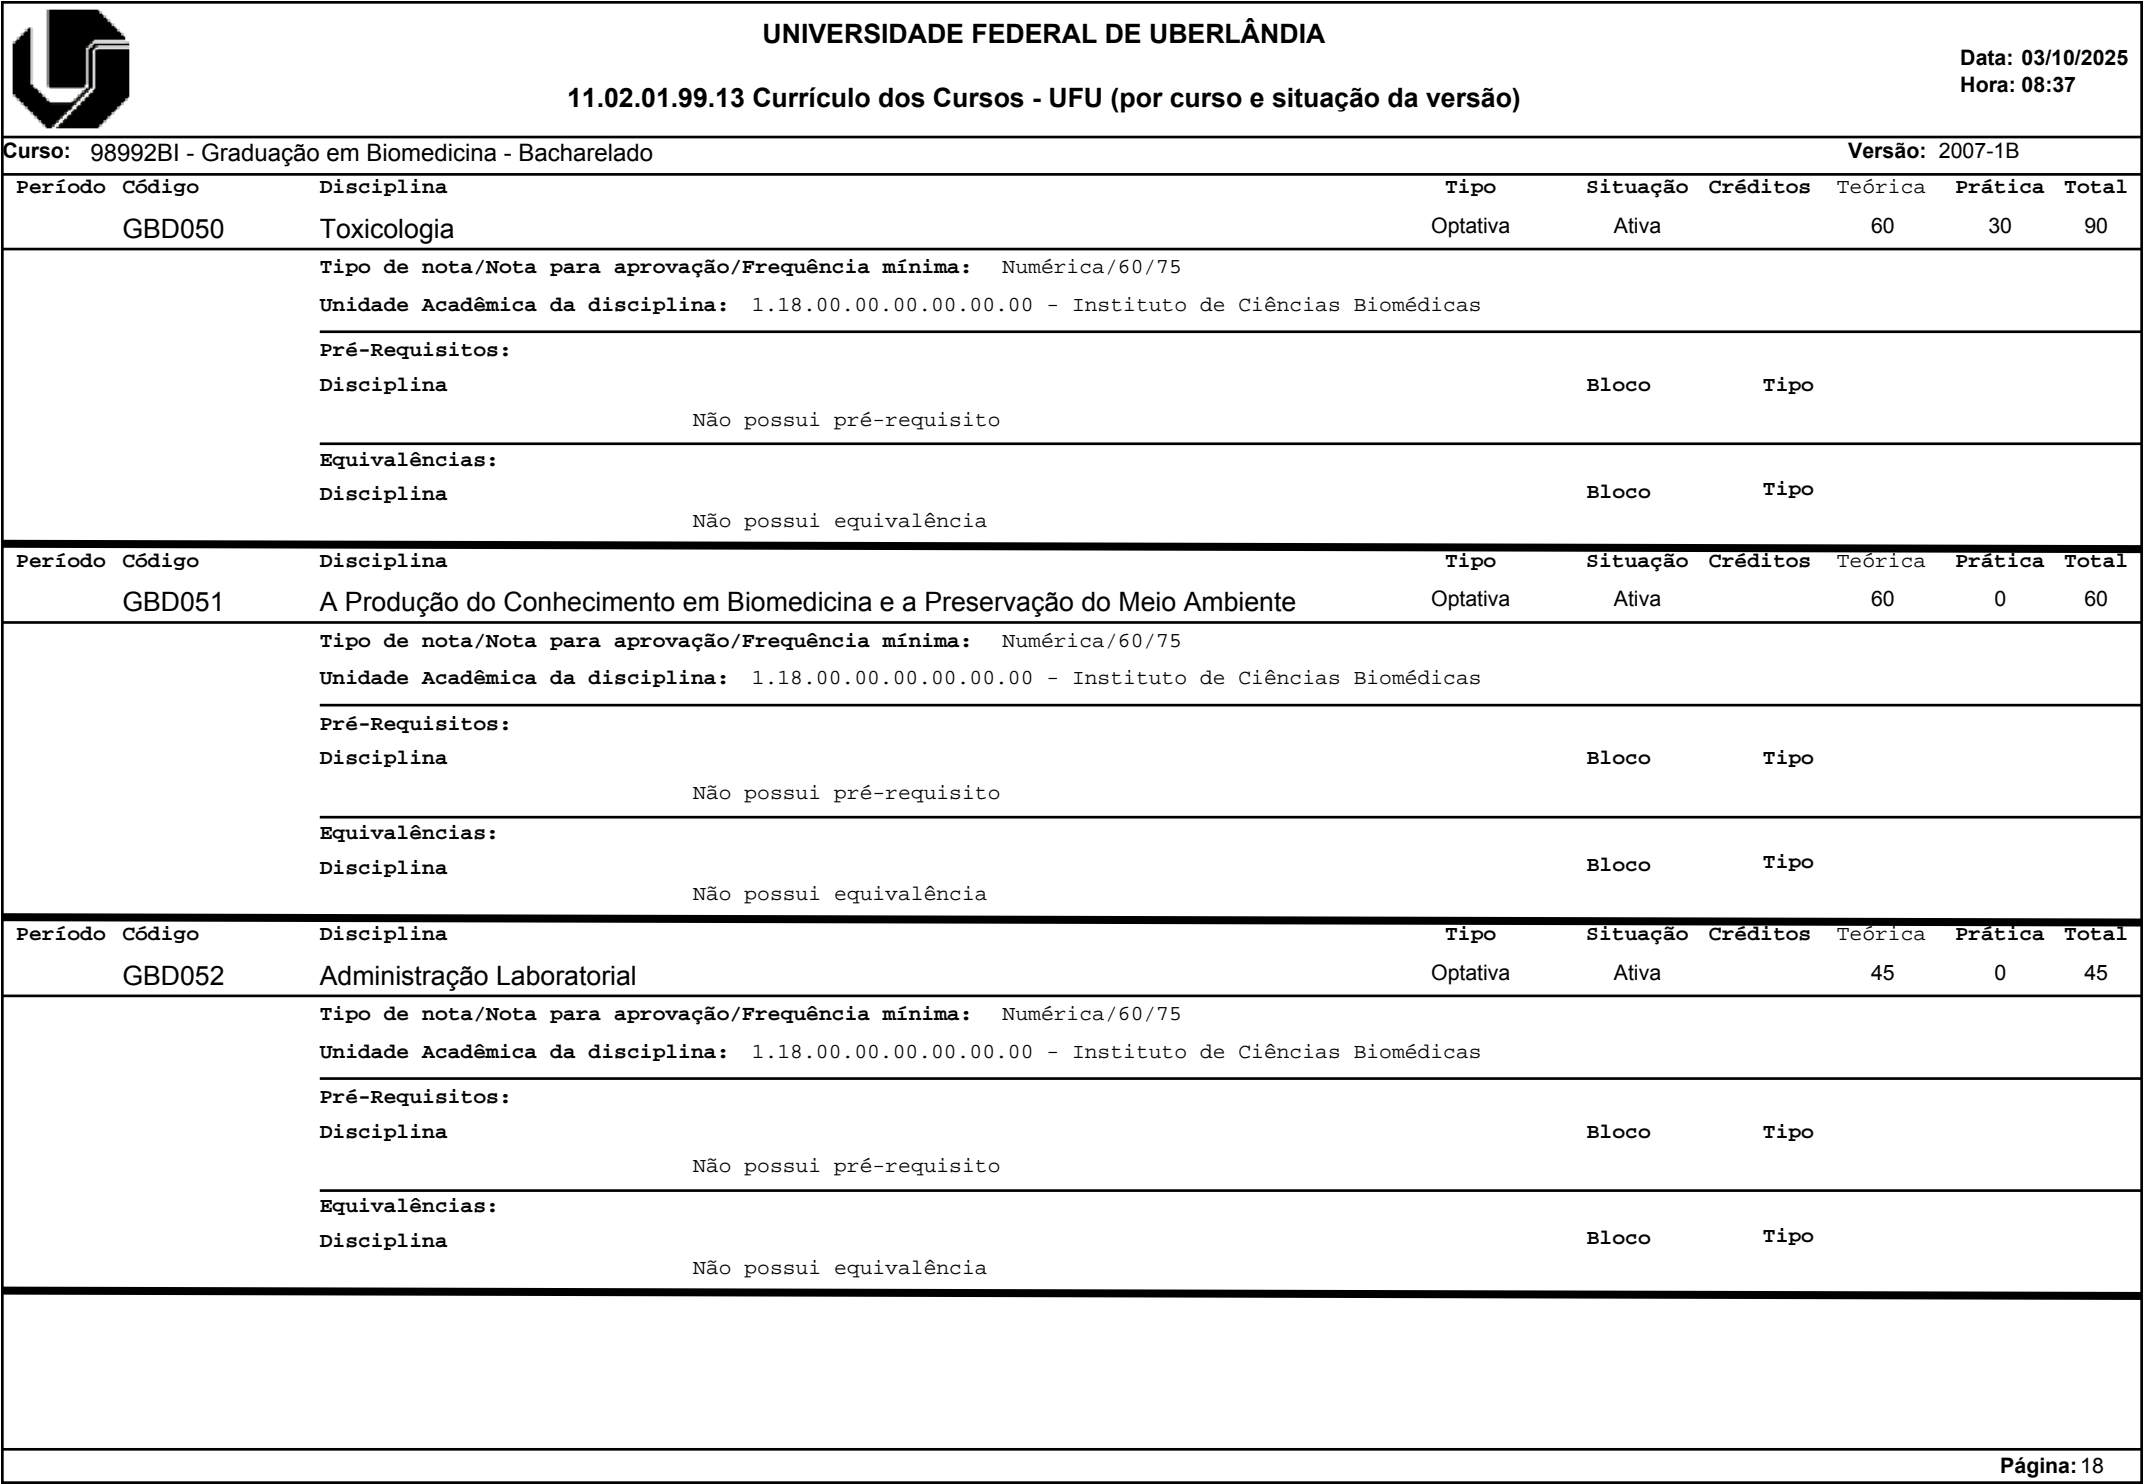 UNIVERSIDADE FEDERAL DE UBERLÂNDIA
Data: 03/10/2025
Hora: 08:37
11.02.01.99.13 Currículo dos Cursos - UFU (por curso e situação da versão)
Curso: 98992BI - Graduação em Biomedicina - Bacharelado Versão: 2007-1B
Período Código Disciplina Tipo Situação Créditos Teórica Prática Total
GBD050 Toxicologia Optativa Ativa 60 30 90
Tipo de nota/Nota para aprovação/Frequência mínima: Numérica/60/75
Unidade Acadêmica da disciplina: 1.18.00.00.00.00.00.00 - Instituto de Ciências Biomédicas
Pré-Requisitos:
Disciplina Bloco Tipo
Não possui pré-requisito
Equivalências:
Disciplina Bloco Tipo
Não possui equivalência
Período Código Disciplina Tipo Situação Créditos Teórica Prática Total
GBD051 A Produção do Conhecimento em Biomedicina e a Preservação do Meio Ambiente Optativa Ativa 60 0 60
Tipo de nota/Nota para aprovação/Frequência mínima: Numérica/60/75
Unidade Acadêmica da disciplina: 1.18.00.00.00.00.00.00 - Instituto de Ciências Biomédicas
Pré-Requisitos:
Disciplina Bloco Tipo
Não possui pré-requisito
Equivalências:
Disciplina Bloco Tipo
Não possui equivalência
Período Código Disciplina Tipo Situação Créditos Teórica Prática Total
GBD052 Administração Laboratorial Optativa Ativa 45 0 45
Tipo de nota/Nota para aprovação/Frequência mínima: Numérica/60/75
Unidade Acadêmica da disciplina: 1.18.00.00.00.00.00.00 - Instituto de Ciências Biomédicas
Pré-Requisitos:
Disciplina Bloco Tipo
Não possui pré-requisito
Equivalências:
Disciplina Bloco Tipo
Não possui equivalência
Página: 18